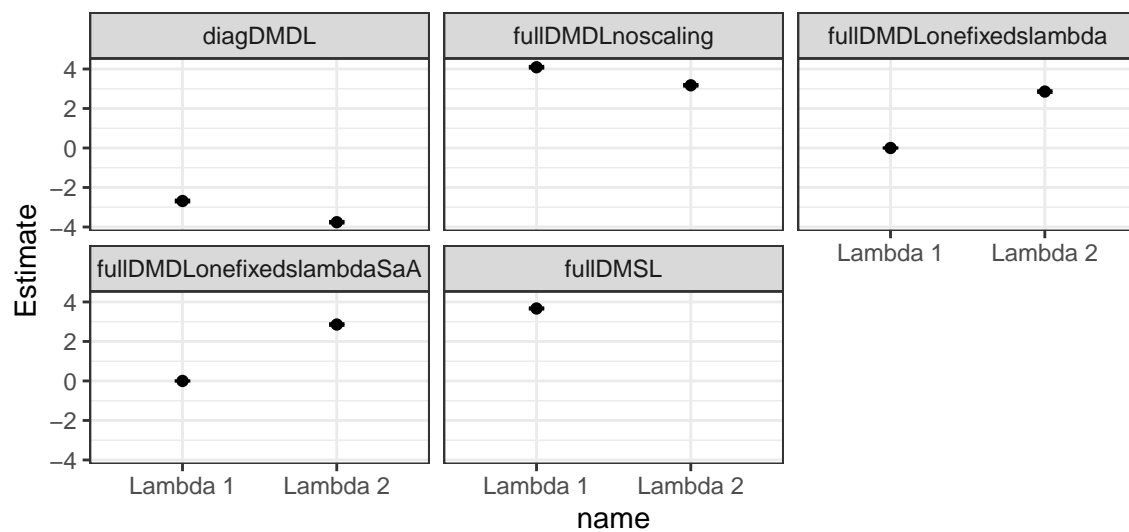 diagDMDL
fullDMDLnoscaling
fullDMDLonefixedslambda
4
2
0
−2
−4
Lambda 1
Lambda 2
fullDMDLonefixedslambdaSaA
fullDMSL
4
2
0
−2
−4
Lambda 1
Lambda 2
Lambda 1
Lambda 2
Estimate
name